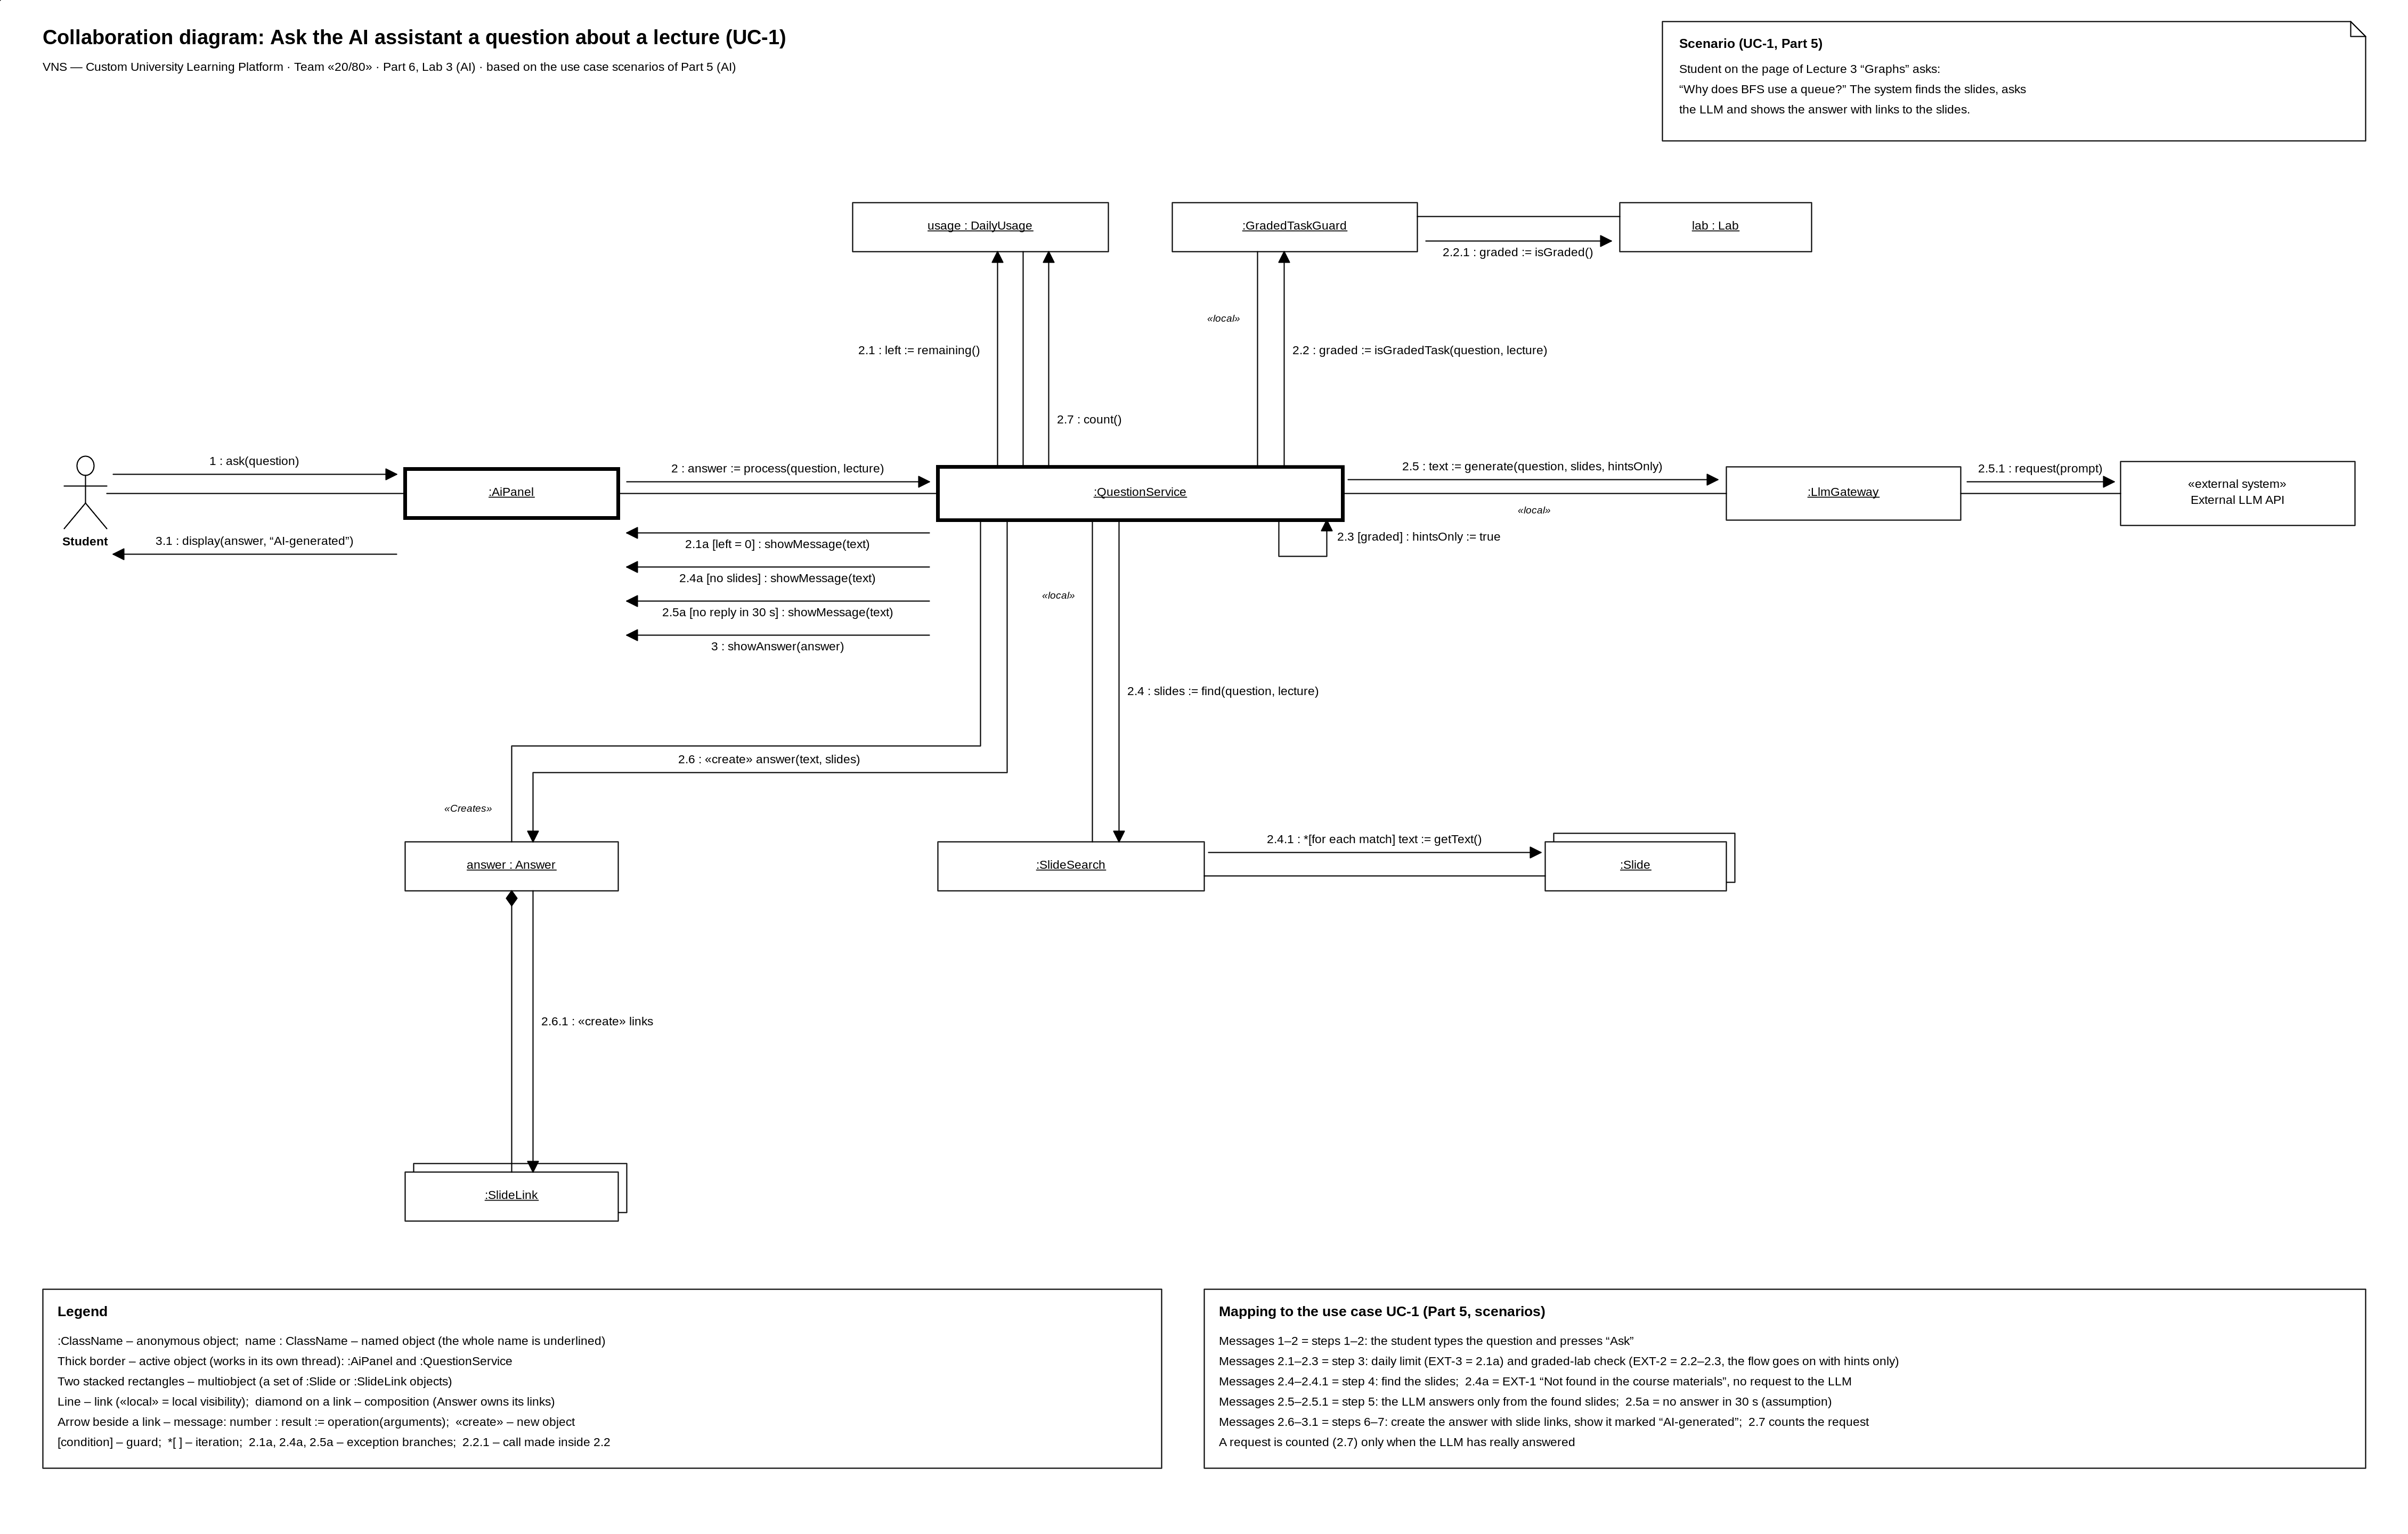 Collaboration diagram: Ask the AI assistant a question about a lecture (UC-1)
VNS — Custom University Learning Platform · Team «20/80» · Part 6, Lab 3 (AI) · based on the use case scenarios of Part 5 (AI)
Scenario (UC-1, Part 5)
Student on the page of Lecture 3 “Graphs” asks:
“Why does BFS use a queue?” The system finds the slides, asks
the LLM and shows the answer with links to the slides.
usage : DailyUsage
:GradedTaskGuard
lab : Lab
2.2.1 : graded := isGraded()
«local»
2.1 : left := remaining()
2.2 : graded := isGradedTask(question, lecture)
2.7 : count()
1 : ask(question)
2 : answer := process(question, lecture)
2.5 : text := generate(question, slides, hintsOnly)
2.5.1 : request(prompt)
:AiPanel
:QuestionService
:LlmGateway
«external system»
External LLM API
«local»
Student
3.1 : display(answer, “AI-generated”)
2.1a [left = 0] : showMessage(text)
2.3 [graded] : hintsOnly := true
2.4a [no slides] : showMessage(text)
«local»
2.5a [no reply in 30 s] : showMessage(text)
3 : showAnswer(answer)
2.4 : slides := find(question, lecture)
2.6 : «create» answer(text, slides)
«Creates»
2.4.1 : *[for each match] text := getText()
answer : Answer
:SlideSearch
:Slide
2.6.1 : «create» links
:SlideLink
Legend
:ClassName – anonymous object;  name : ClassName – named object (the whole name is underlined)
Thick border – active object (works in its own thread): :AiPanel and :QuestionService
Two stacked rectangles – multiobject (a set of :Slide or :SlideLink objects)
Line – link («local» = local visibility);  diamond on a link – composition (Answer owns its links)
Arrow beside a link – message: number : result := operation(arguments);  «create» – new object
[condition] – guard;  *[ ] – iteration;  2.1a, 2.4a, 2.5a – exception branches;  2.2.1 – call made inside 2.2
Mapping to the use case UC-1 (Part 5, scenarios)
Messages 1–2 = steps 1–2: the student types the question and presses “Ask”
Messages 2.1–2.3 = step 3: daily limit (EXT-3 = 2.1a) and graded-lab check (EXT-2 = 2.2–2.3, the flow goes on with hints only)
Messages 2.4–2.4.1 = step 4: find the slides;  2.4a = EXT-1 “Not found in the course materials”, no request to the LLM
Messages 2.5–2.5.1 = step 5: the LLM answers only from the found slides;  2.5a = no answer in 30 s (assumption)
Messages 2.6–3.1 = steps 6–7: create the answer with slide links, show it marked “AI-generated”;  2.7 counts the request
A request is counted (2.7) only when the LLM has really answered